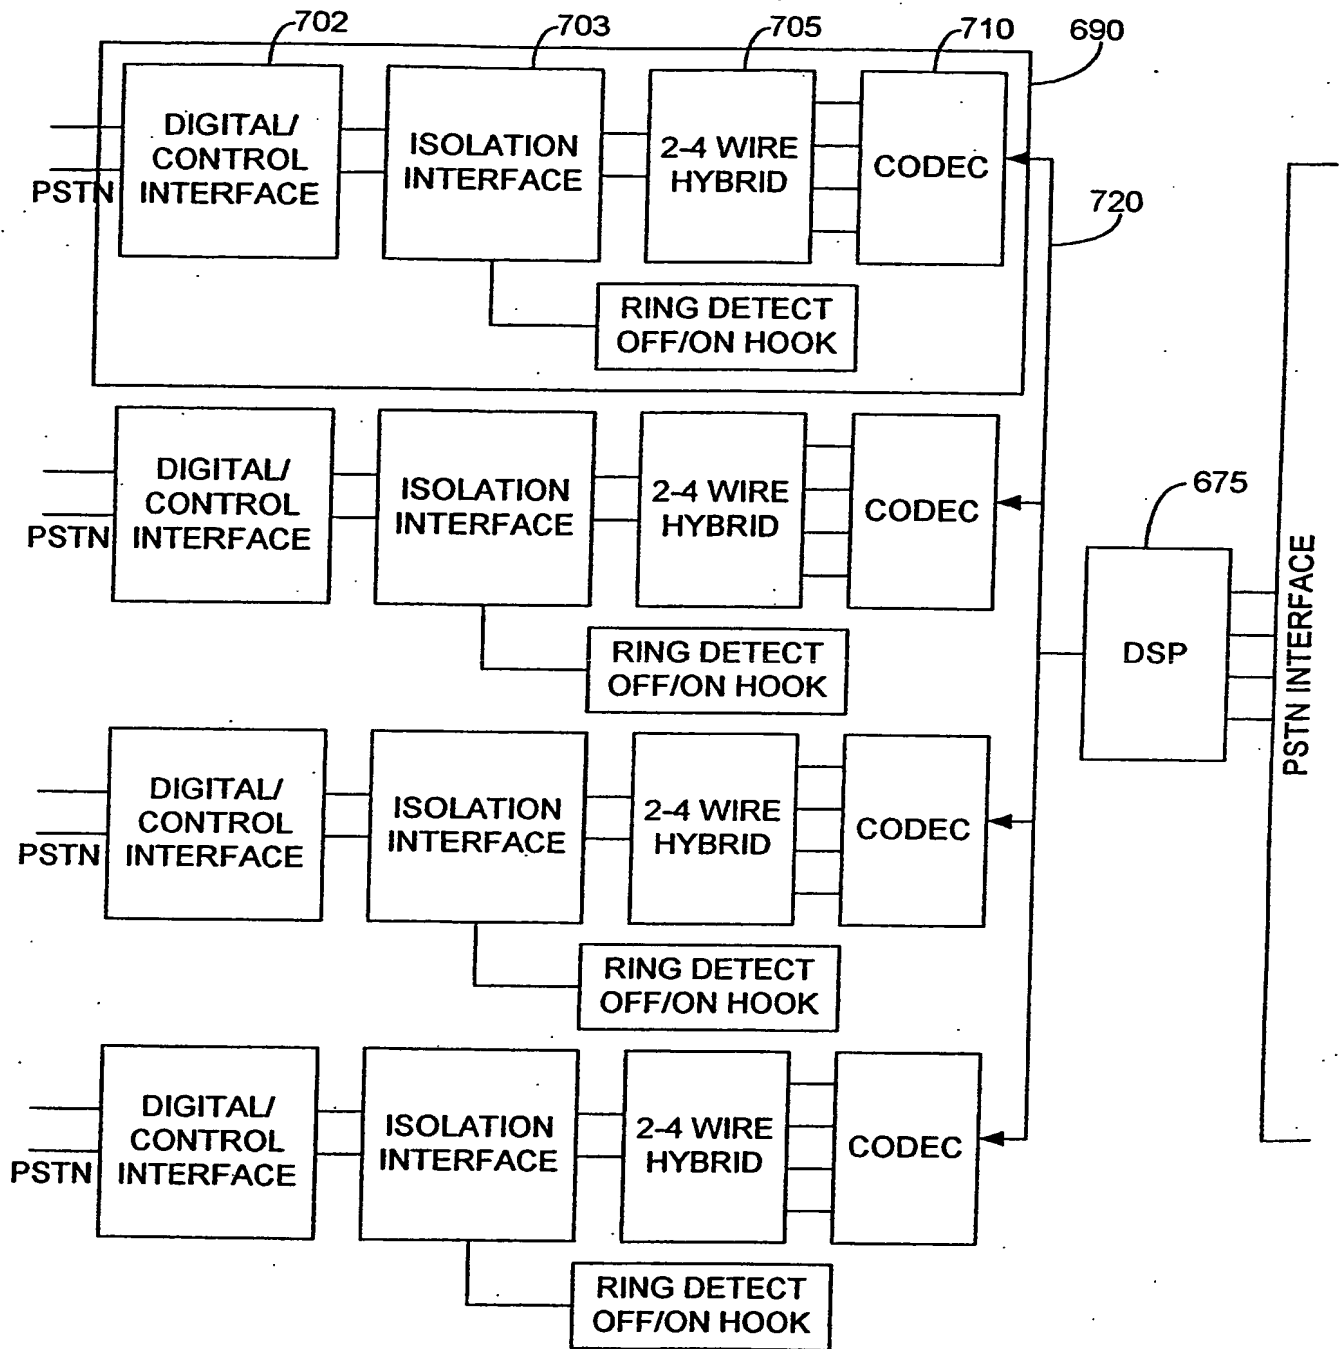 702
703
705
710
690
DIGITAL/
CONTROL
INTERFACE
ISOLATION
INTERFACE
2-4 WIRE
HYBRID
CODEC
PSTN
720
RING DETECT
OFF/ON HOOK
DIGITAL/
CONTROL
INTERFACE
ISOLATION
INTERFACE
2-4 WIRE
HYBRID
CODEC
PSTN
675
RING DETECT
OFF/ON HOOK
DSP
PSTN INTERFACE
DIGITAL/
CONTROL
INTERFACE
ISOLATION
INTERFACE
2-4 WIRE
HYBRID
CODEC
PSTN
RING DETECT
OFF/ON HOOK
DIGITAL/
CONTROL
INTERFACE
ISOLATION
INTERFACE
2-4 WIRE
HYBRID
CODEC
PSTN
RING DETECT
OFF/ON HOOK